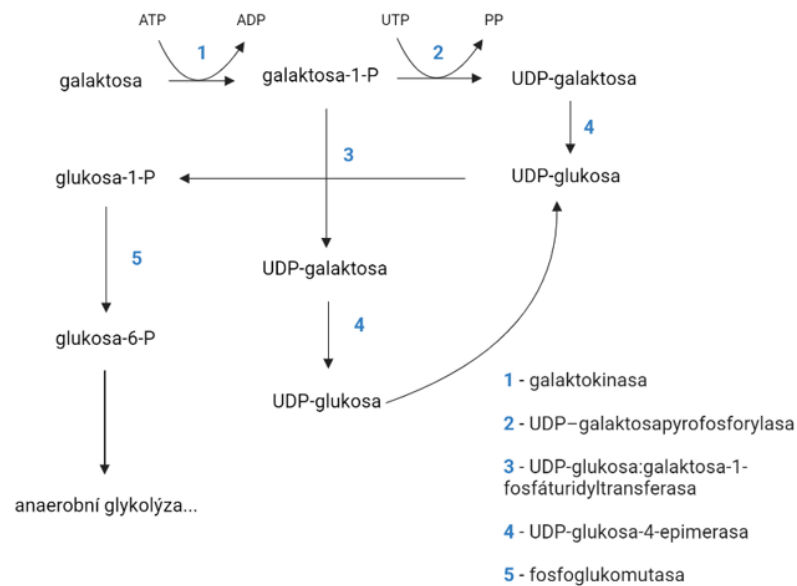 ATP ADP UTP PP
1 2
galaktosa galaktosa-1-P UDP-galaktosa
4
3
glukosa-1-P UDP-glukosa
5
UDP-galaktosa
4
glukosa-6-P
UDP-glukosa
1 - galaktokinasa
2 - UDP–galaktosapyrofosforylasa
3 - UDP-glukosa:galaktosa-1-
fosfáturidyltransferasa
anaerobní glykolýza...
4 - UDP-glukosa-4-epimerasa
5 - fosfoglukomutasa